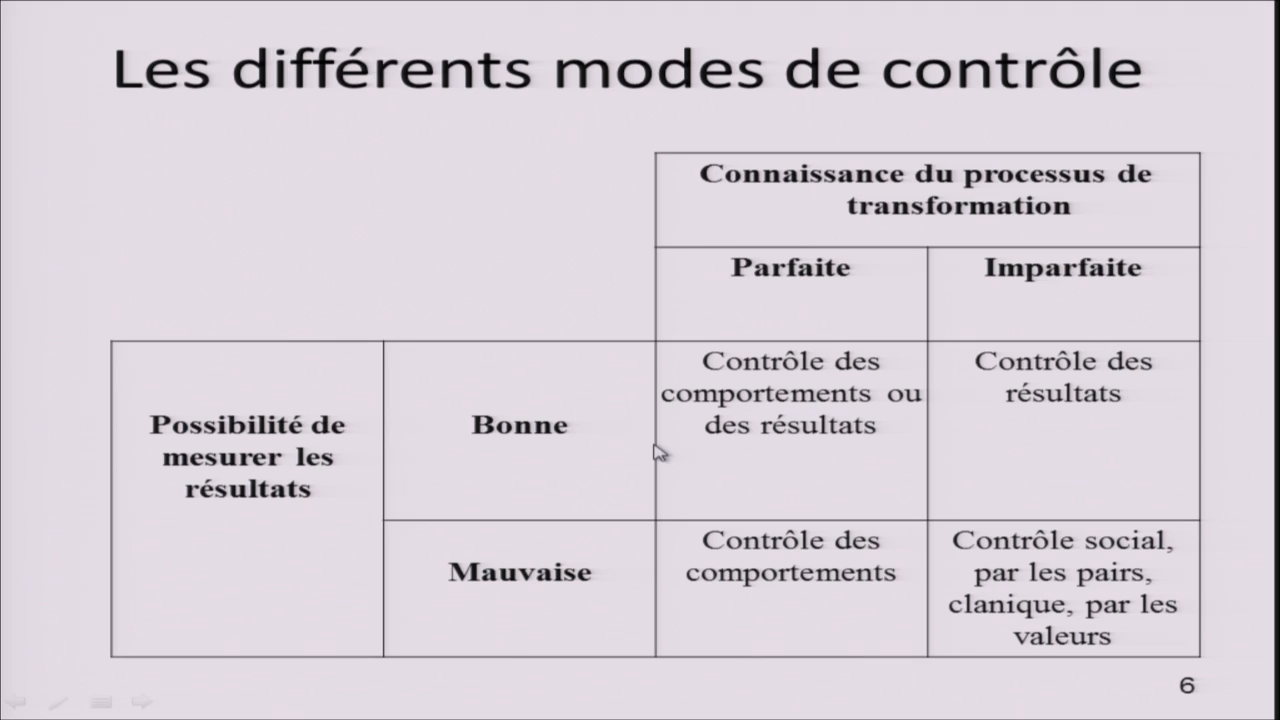 Les différents modes de contrôle
Connaissance du processus de
transformation
Parfaite
Imparfaite
Possibilité de
mesurer les
résultats
Bonne
Contrôle des
comportements ou
des résultats
Contrôle des
résultats
Mauvaise
Contrôle des
comportements
Contrôle social,
par les pairs,
clanique, par les
valeurs
6